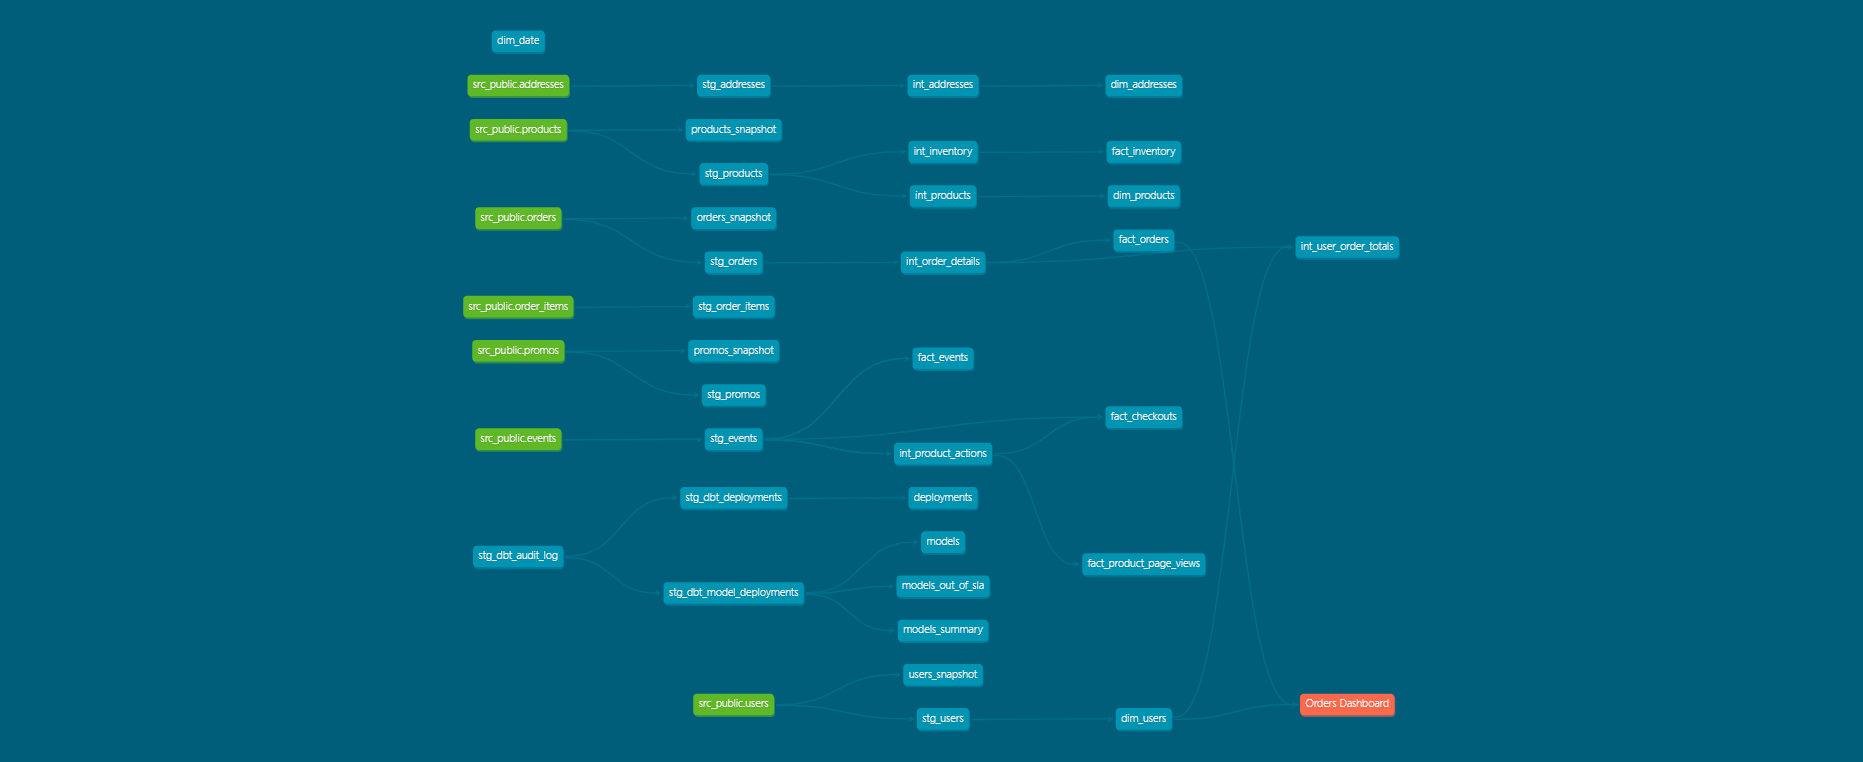 dim_date
src_public.addresses
stg_addresses
int_addresses
dim_addresses
src_public.products
products_snapshot
int_inventory
fact_inventory
stg_products
int_products
dim_products
src_public.orders
orders_snapshot
fact_orders
int_user_order_totals
stg_orders
int_order_details
src_public.order_items
stg_order_items
src_public.promos
promos_snapshot
fact_events
stg_promos
fact_checkouts
src_public.events
stg_events
int_product_actions
stg_dbt_deployments
deployments
models
stg_dbt_audit_log
fact_product_page_views
models_out_of_sla
stg_dbt_model_deployments
models_summary
users_snapshot
src_public.users
Orders Dashboard
stg_users
dim_users